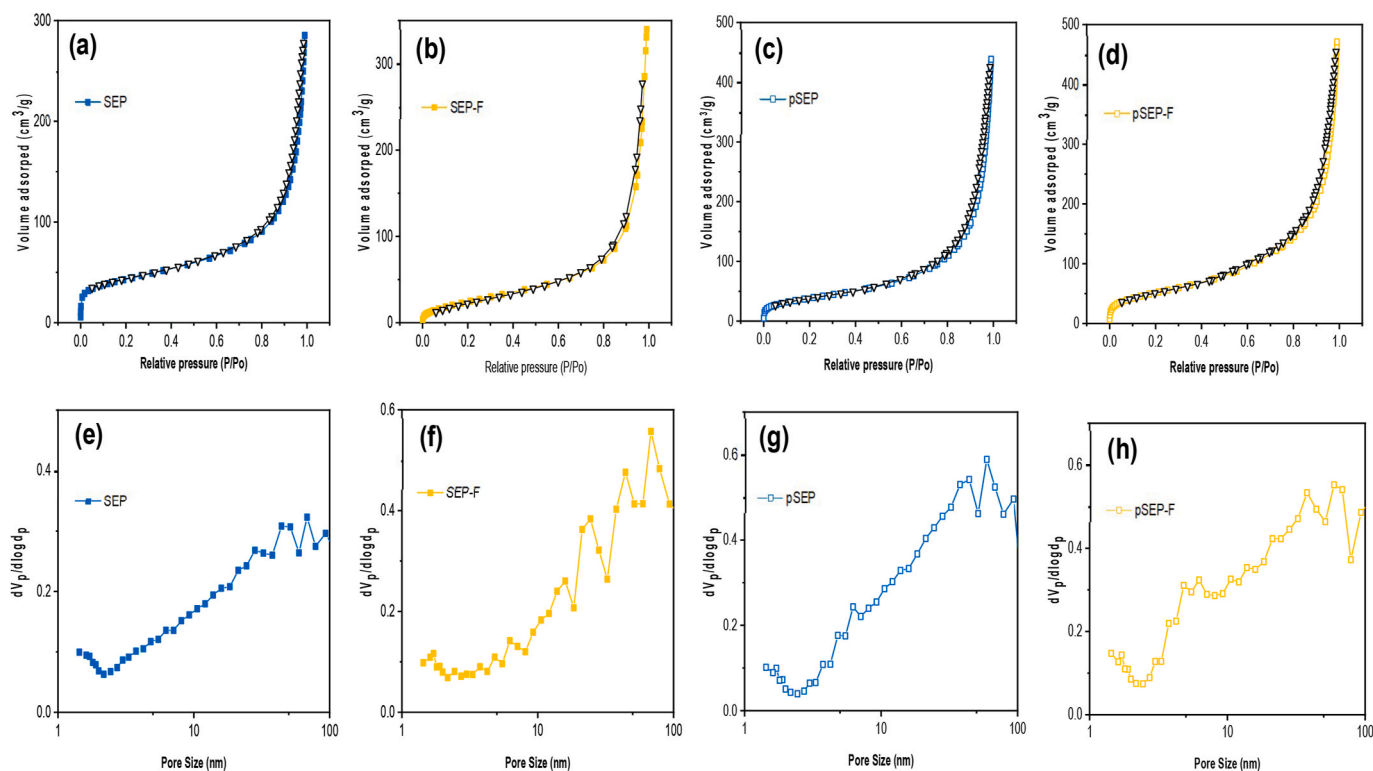 (a)
SEP
Volume adsorped (cm³/g)
300
200
100
0
0.0 0.2 0.4 0.6 0.8 1.0
Relative pressure (P/Po)
(b)
SEP-F
Volume adsorped (cm³/g)
300
200
100
0
0.0 0.2 0.4 0.6 0.8 1.0
Relative pressure (P/Po)
(c)
pSEP
Volume adsorped (cm³/g)
500
450
400
350
300
250
200
150
100
50
0
0.0 0.2 0.4 0.6 0.8 1.0
Relative pressure (P/Po)
(d)
pSEP-F
Volume adsorped (cm³/g)
500
400
300
200
100
0
0.0 0.2 0.4 0.6 0.8 1.0
Relative pressure (P/Po)
(e)
SEP
dVp/dlogdp
0.4
0.2
0.0
1 10 100
Pore Size (nm)
(f)
SEP-F
dVp/dlogdp
0.6
0.4
0.2
0.0
1 10 100
Pore Size (nm)
(g)
pSEP
dVp/dlogdp
0.6
0.4
0.2
0.0
1 10 100
Pore Size (nm)
(h)
pSEP-F
dVp/dlogdp
0.6
0.4
0.2
0.0
1 10 100
Pore Size (nm)